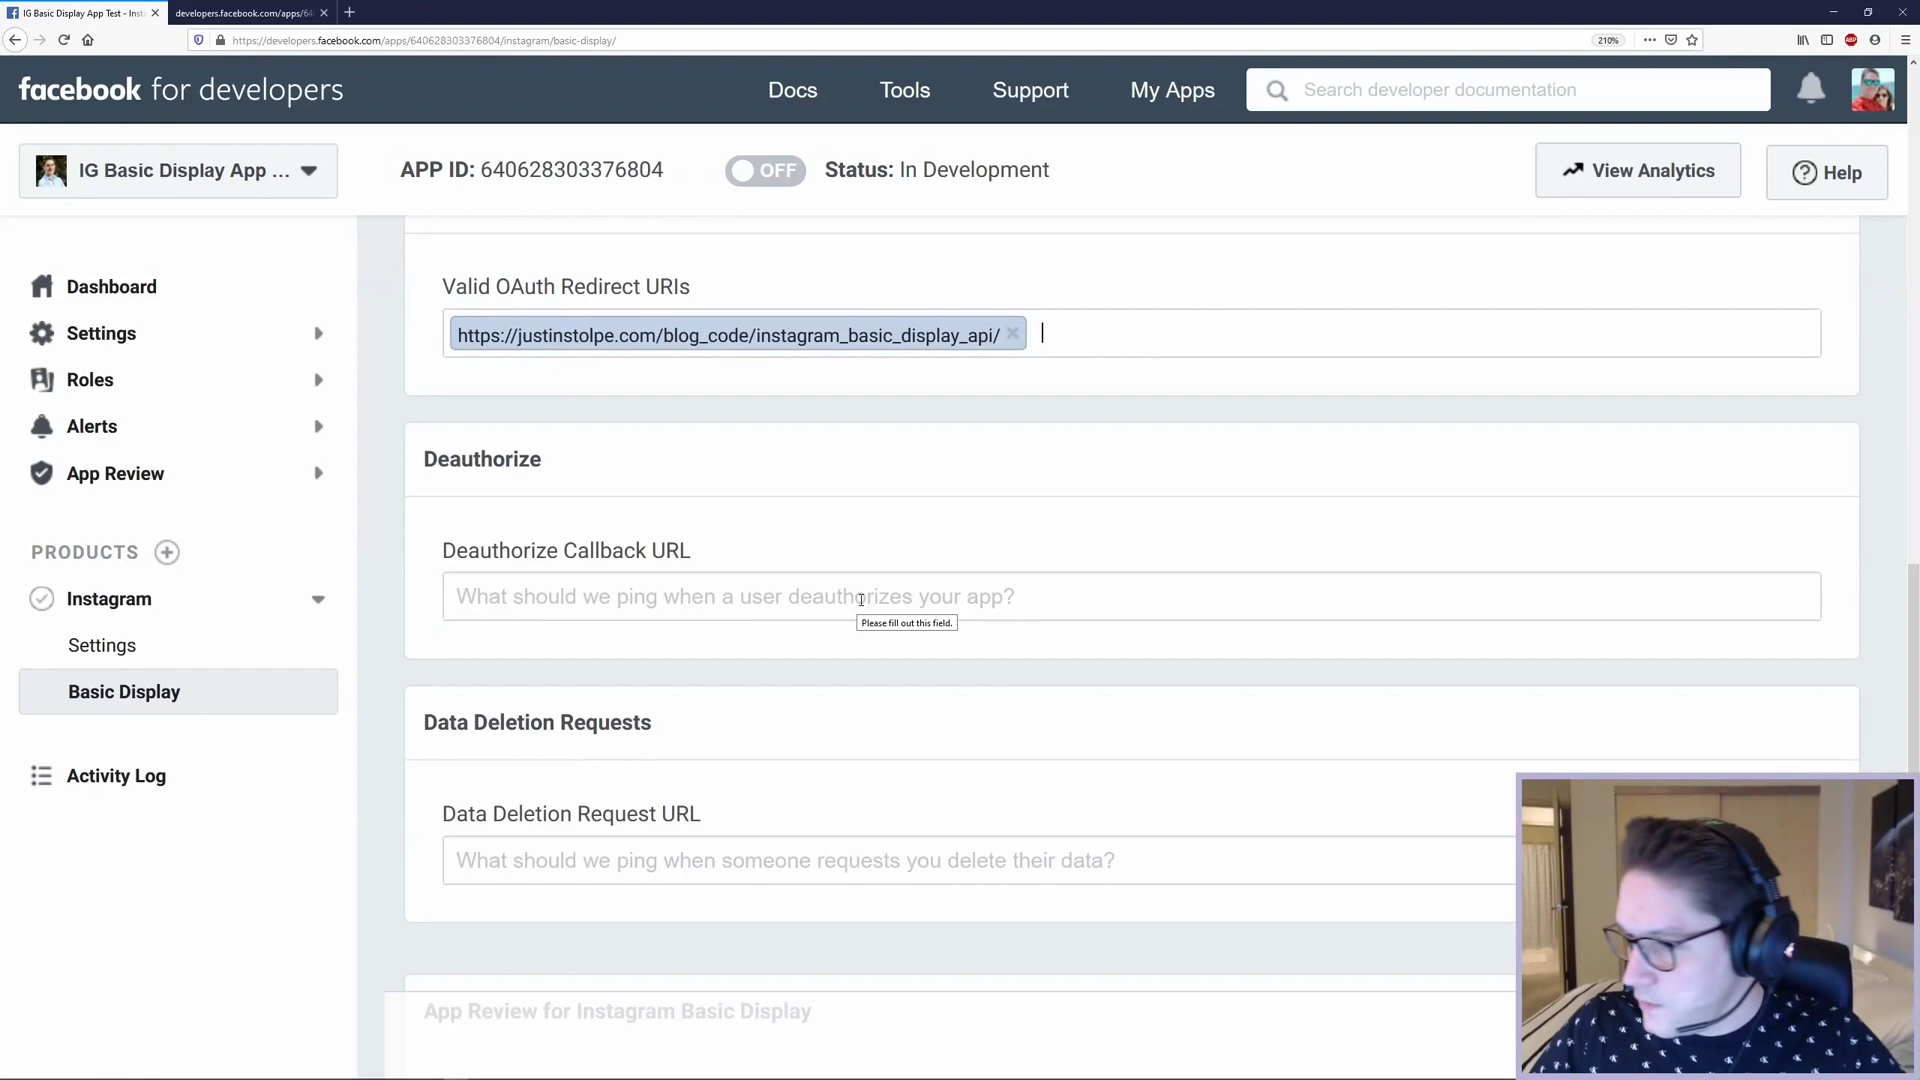 IG Basic Display App Test - Inst
developers.facebook.com/apps/64
https://developers.facebook.com/apps/640628303376804/instagram/basic-display/
210%
ABP
facebook for developers
Docs
Tools
Support
My Apps
Search developer documentation
IG Basic Display App ...
APP ID: 640628303376804
OFF
Status: In Development
View Analytics
Help
Dashboard
Settings
Roles
Alerts
App Review
PRODUCTS
Instagram
Settings
Basic Display
Activity Log
Valid OAuth Redirect URIs
https://justinstolpe.com/blog_code/instagram_basic_display_api/
Deauthorize
Deauthorize Callback URL
What should we ping when a user deauthorizes your app?
Please fill out this field.
Data Deletion Requests
Data Deletion Request URL
What should we ping when someone requests you delete their data?
App Review for Instagram Basic Display